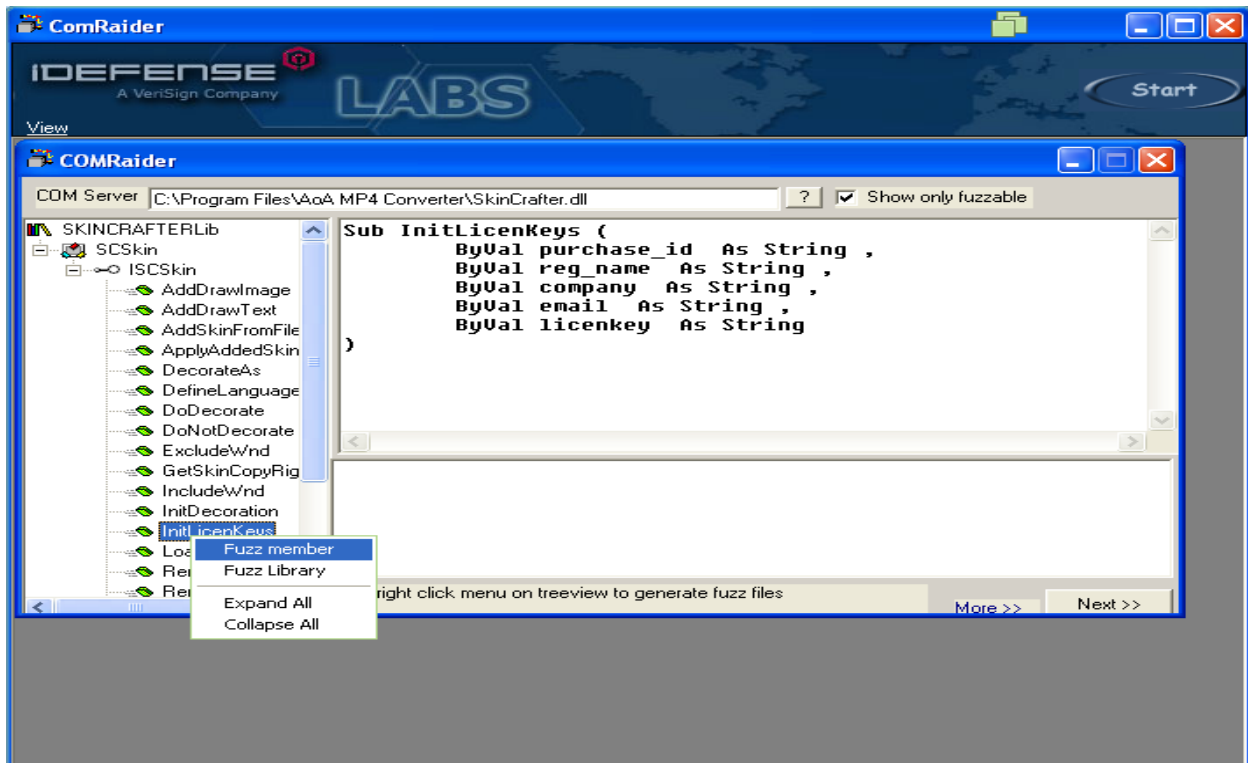 ComRaider
IDEFENSE
A VeriSign Company
LABS
Start
View
COMRaider
COM Server C:\Program Files\AoA MP4 Converter\SkinCrafter.dll ? Show only fuzzable
SKINCRAFTERLib
SCSkin
ISCSkin
AddDrawImage
AddDrawText
AddSkinFromFile
ApplyAddedSkin
DecorateAs
DefineLanguage
DoDecorate
DoNotDecorate
ExcludeWnd
GetSkinCopyRig
IncludeWnd
InitDecoration
InitLicenKeys
Loa
Rei
Rei
Sub InitLicenKeys (
ByVal purchase_id As String ,
ByVal reg_name As String ,
ByVal company As String ,
ByVal email As String ,
ByVal licenkey As String
)
Fuzz member
Fuzz Library
Expand All
Collapse All
right click menu on treeview to generate fuzz files
More >>
Next >>